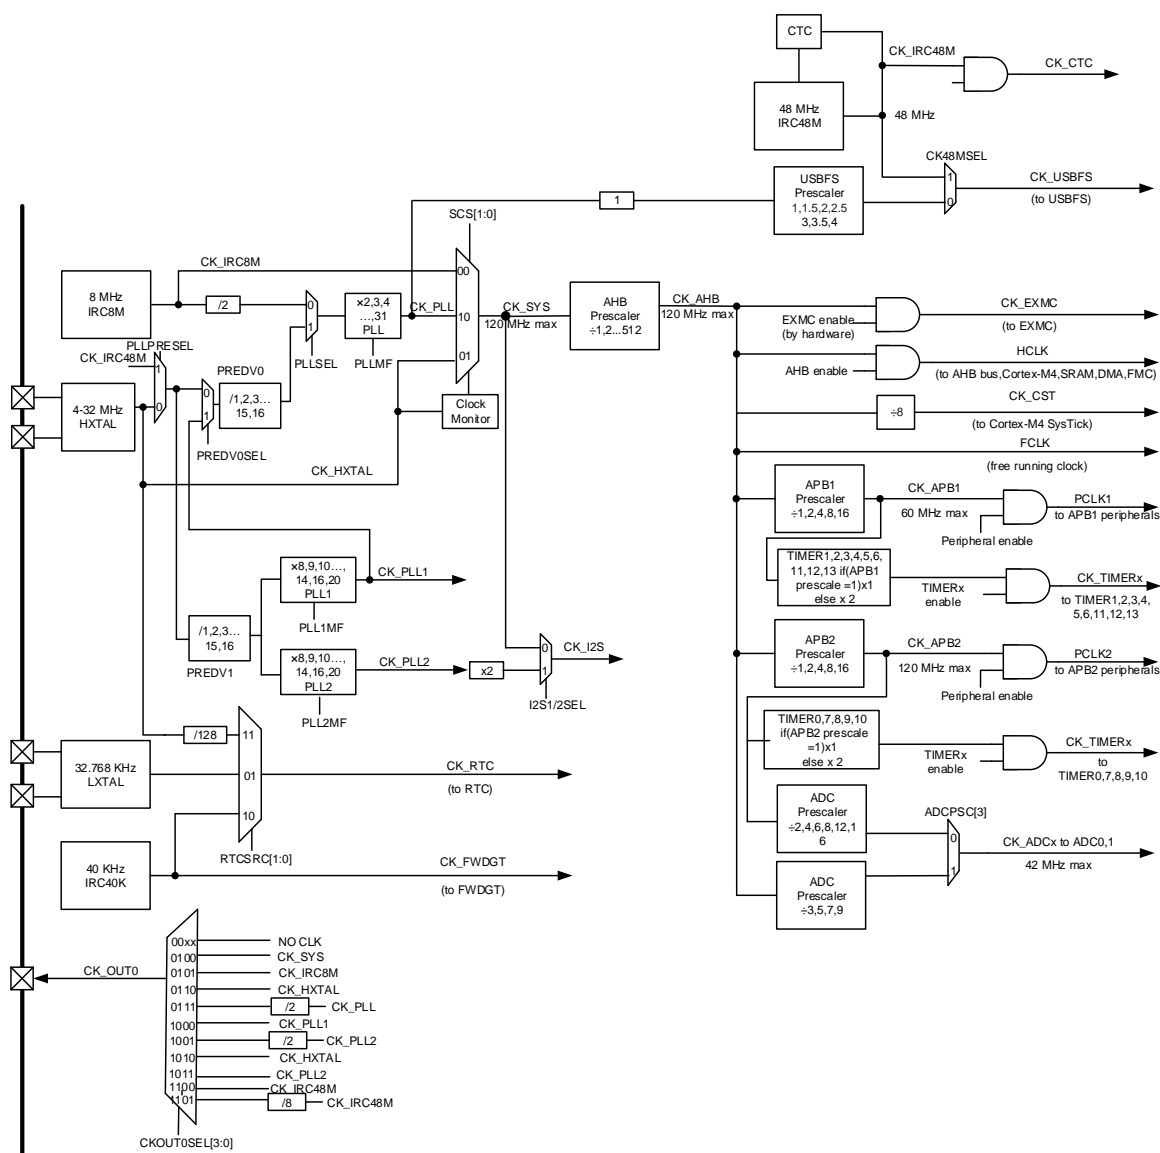 CTC
CK_IRC48M
CK_CTC
48 MHz
IRC48M
48 MHz
CK48MSEL
1
0
CK_USBFS
(to USBFS)
USBFS
Prescaler
1,1.5,2,2.5
3,3.5,4
1
SCS[1:0]
CK_IRC8M
00
8 MHz
IRC8M
/2
0
1
PLLSEL
×2,3,4
…,31
PLL
PLLMF
CK_PLL
10
01
CK_SYS
120 MHz max
AHB
Prescaler
÷1,2...512
CK_AHB
120 MHz max
EXMC enable
(by hardware)
CK_EXMC
(to EXMC)
AHB enable
HCLK
(to AHB bus,Cortex-M4,SRAM,DMA,FMC)
÷8
CK_CST
(to Cortex-M4 SysTick)
FCLK
(free running clock)
PLLPRESEL
CK_IRC48M
1
0
4-32 MHz
HXTAL
PREDV0
0
1
/1,2,3…
15,16
PREDV0SEL
Clock
Monitor
CK_HXTAL
APB1
Prescaler
÷1,2,4,8,16
CK_APB1
60 MHz max
Peripheral enable
PCLK1
to APB1 peripherals
TIMER1,2,3,4,5,6,
11,12,13 if(APB1
prescale =1)x1
else x 2
TIMERx
enable
CK_TIMERx
to TIMER1,2,3,4,
5,6,11,12,13
×8,9,10…,
14,16,20
PLL1
PLL1MF
CK_PLL1
/1,2,3…
15,16
PREDV1
×8,9,10…,
14,16,20
PLL2
PLL2MF
CK_PLL2
x2
0
1
CK_I2S
I2S1/2SEL
APB2
Prescaler
÷1,2,4,8,16
CK_APB2
120 MHz max
Peripheral enable
PCLK2
to APB2 peripherals
TIMER0,7,8,9,10
if(APB2 prescale
=1)x1
else x 2
TIMERx
enable
CK_TIMERx
to
TIMER0,7,8,9,10
/128
11
01
10
32.768 KHz
LXTAL
CK_RTC
(to RTC)
RTCSRC[1:0]
40 KHz
IRC40K
CK_FWDGT
(to FWDGT)
ADC
Prescaler
÷2,4,6,8,12,1
6
ADCPSC[3]
0
1
CK_ADCx to ADC0,1
42 MHz max
ADC
Prescaler
÷3,5,7,9
CK_OUT0
00xx NO CLK
0100 CK_SYS
0101 CK_IRC8M
0110 CK_HXTAL
0111 /2 CK_PLL
1000 CK_PLL1
1001 /2 CK_PLL2
1010 CK_HXTAL
1011 CK_PLL2
1100 CK_IRC48M
1101 /8 CK_IRC48M
CKOUT0SEL[3:0]